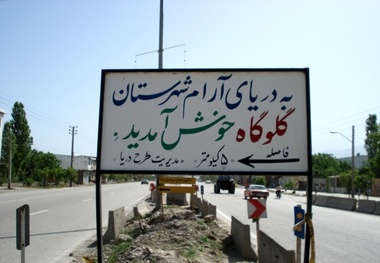 به دریای آرام شهرستان
گلوگاه خوش آمدید
فاصله ۵ کیلومتر «مدیریت طرح دریا»